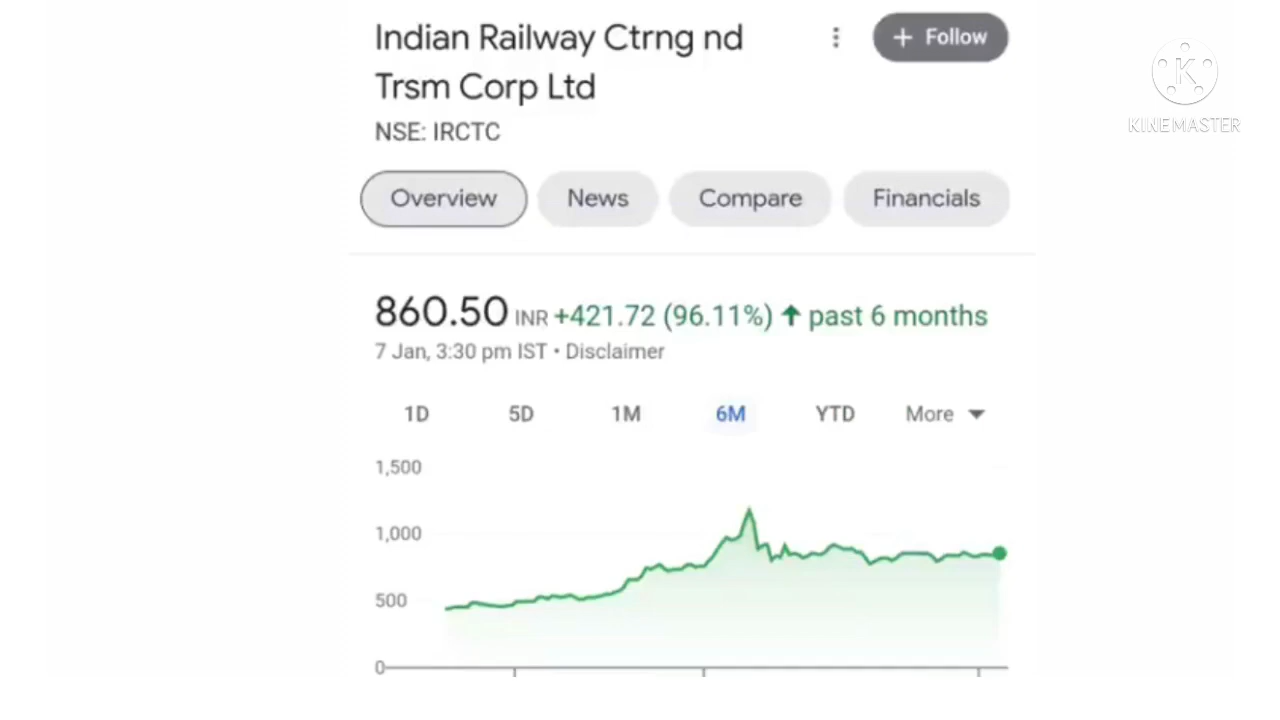 Indian Railway Ctrng nd
Trsm Corp Ltd
+ Follow
NSE: IRCTC
K
KINEMASTER
Overview
News
Compare
Financials
860.50 INR +421.72 (96.11%) ↑ past 6 months
7 Jan, 3:30 pm IST • Disclaimer
1D 5D 1M 6M YTD More
1,500
1,000
500
0